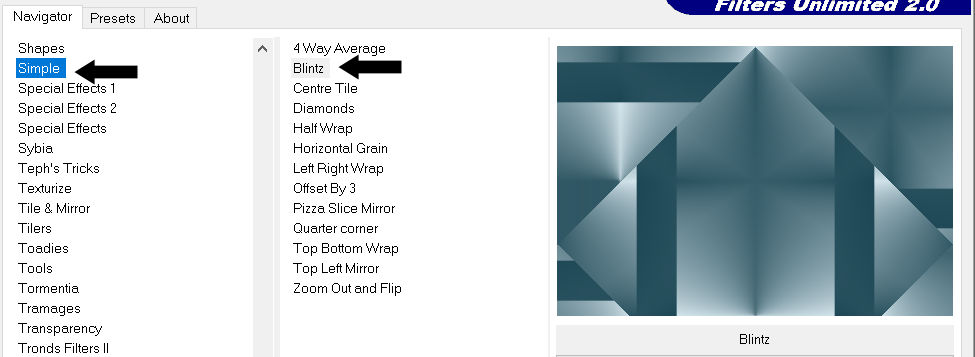 Filters Unlimited 2.0
Navigator Presets About
Shapes
Simple
Special Effects 1
Special Effects 2
Special Effects
Sybia
Teph's Tricks
Texturize
Tile & Mirror
Tilers
Toadies
Tools
Tormentia
Tramages
Transparency
Tronds Filters II
4 Way Average
Blintz
Centre Tile
Diamonds
Half Wrap
Horizontal Grain
Left Right Wrap
Offset By 3
Pizza Slice Mirror
Quarter corner
Top Bottom Wrap
Top Left Mirror
Zoom Out and Flip
Blintz